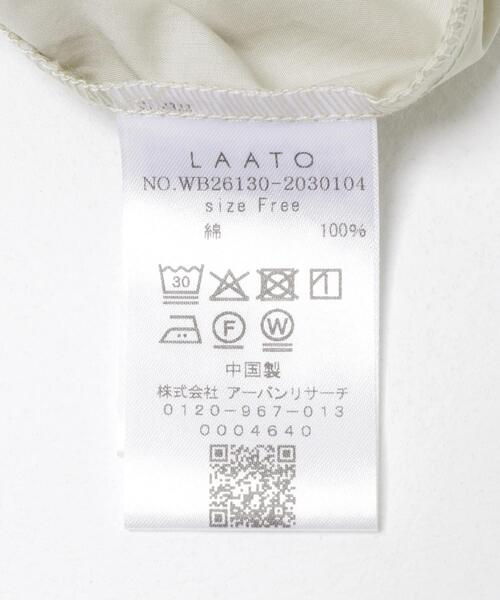 LAATO
NO.WB26130-2030104
size Free
綿 100%
30
F W
中国製
株式会社 アーバンリサーチ
0120-967-013
0004640